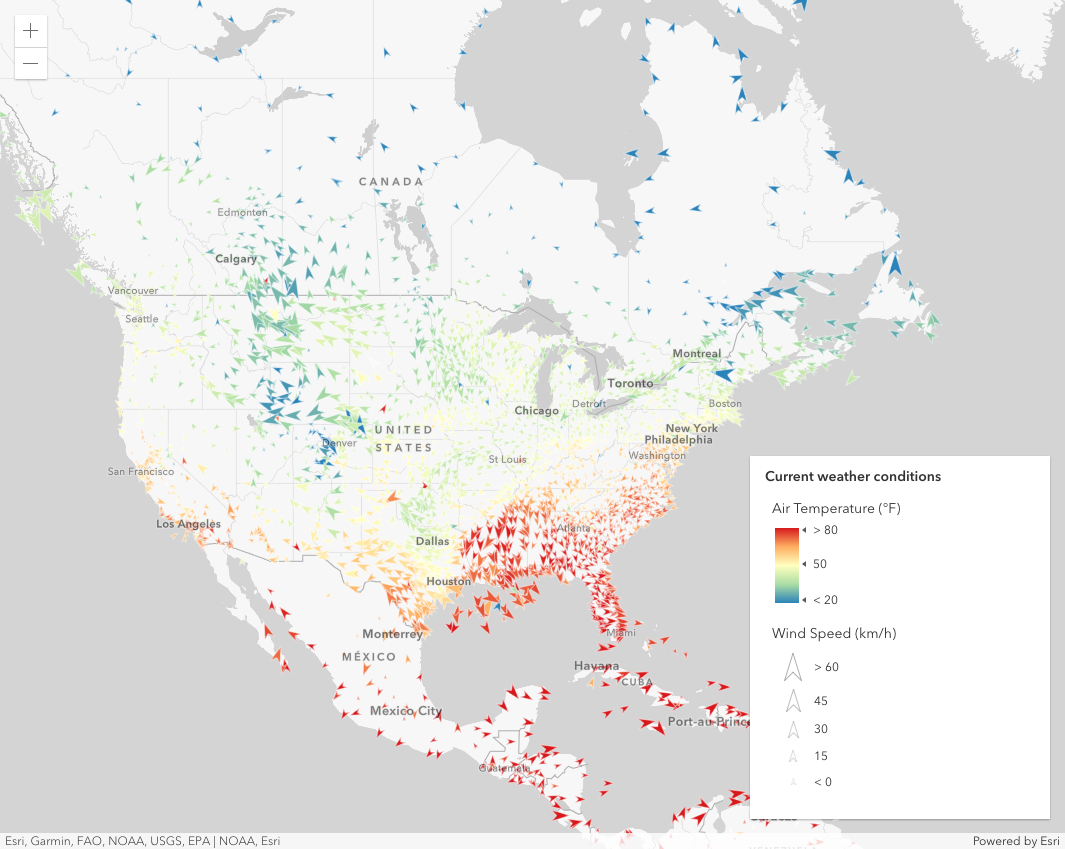 CANADA
Edmonton
Calgary
Vancouver
Seattle
Montreal
Toronto
Detroit
Boston
Chicago
New York
Philadelphia
UNITED
STATES
Denver
St Louis
Washington
San Francisco
Los Angeles
Atlanta
Dallas
Houston
Monterrey
Miami
MÉXICO
Havana
CUBA
Mexico City
Port-au-Prince
Guatemala
Current weather conditions
Air Temperature (°F)
> 80
50
< 20
Wind Speed (km/h)
> 60
45
30
15
< 0
Esri, Garmin, FAO, NOAA, USGS, EPA | NOAA, Esri
Powered by Esri